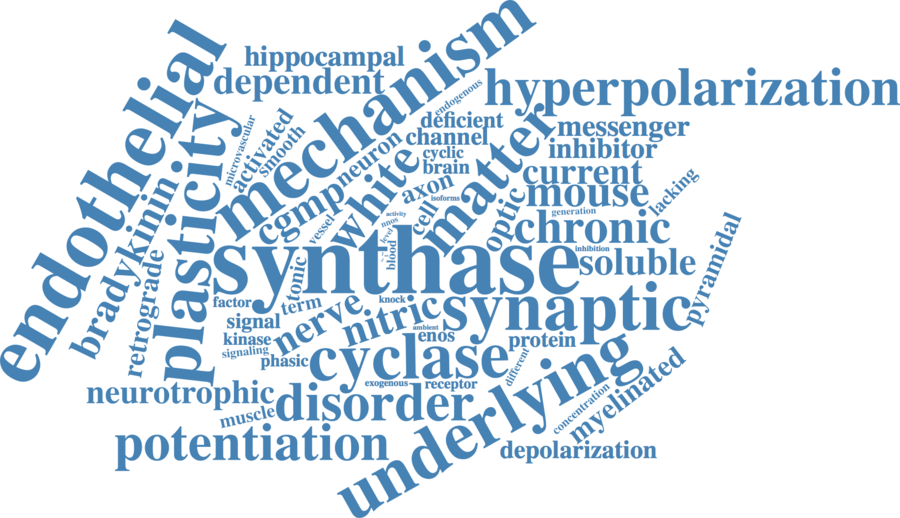 endothelial
hippocampal
dependent
mechanism
endogenous
hyperpolarization
microvascular
activated
smooth
plasticity
bradykinin
retrograde
neuron
deficient
channel
cyclic
brain
isoforms
matter
messenger
inhibitor
current
mouse
generation
lacking
cgmp
white
axon
cell
optic
chronic
vessel
activity
nnos
level
blood
synthase
inhibition
soluble
pyramidal
tonic
factor
term
knock
synaptic
signal
nerve
nitric
ambient
enos
protein
kinase
signaling
phasic
cyclase
different
exogenous
receptor
underlying
neurotrophic
muscle
disorder
concentration
myelinated
potentiation
depolarization